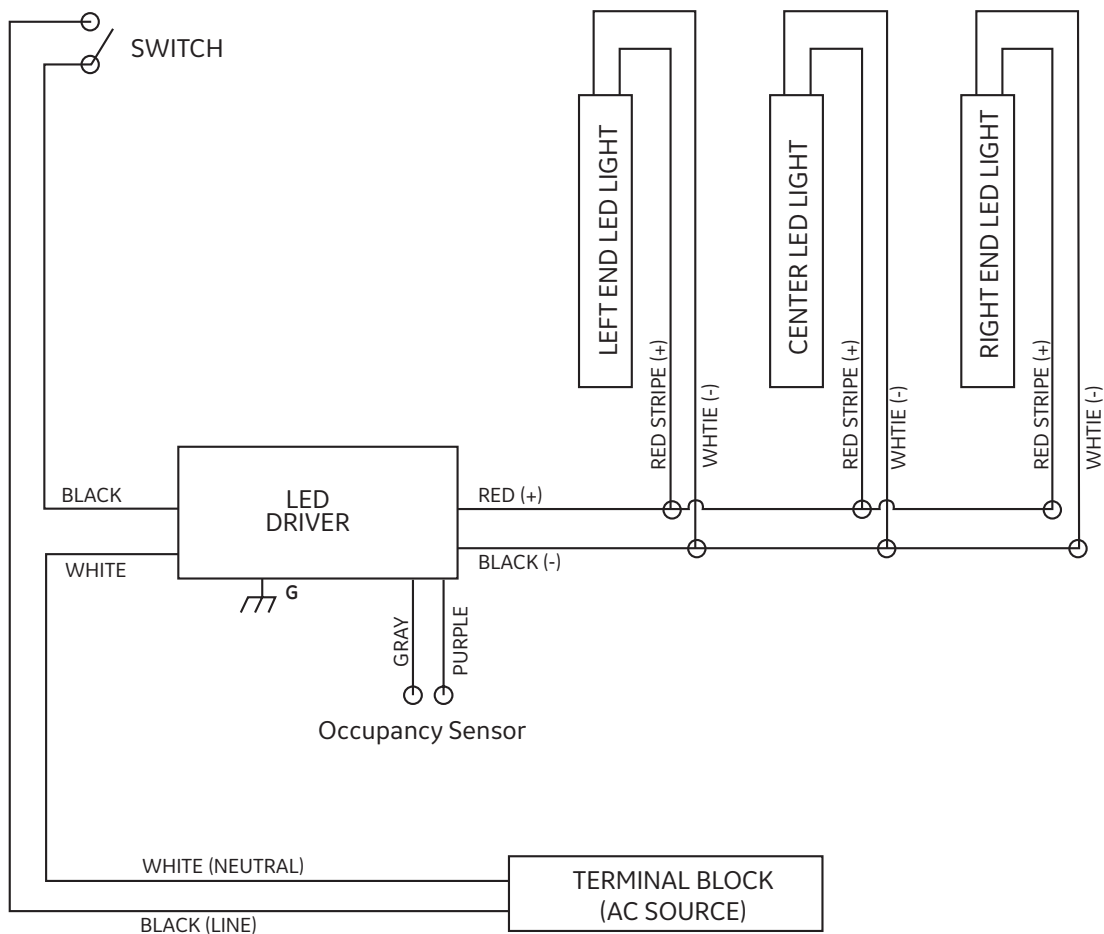 SWITCH
LEFT END LED LIGHT
CENTER LED LIGHT
RIGHT END LED LIGHT
RED STRIPE (+)
WHTIE (-)
RED STRIPE (+)
WHTIE (-)
RED STRIPE (+)
WHTIE (-)
BLACK
LED
DRIVER
RED (+)
WHITE
BLACK (-)
G
GRAY
PURPLE
Occupancy Sensor
WHITE (NEUTRAL)
TERMINAL BLOCK
(AC SOURCE)
BLACK (LINE)